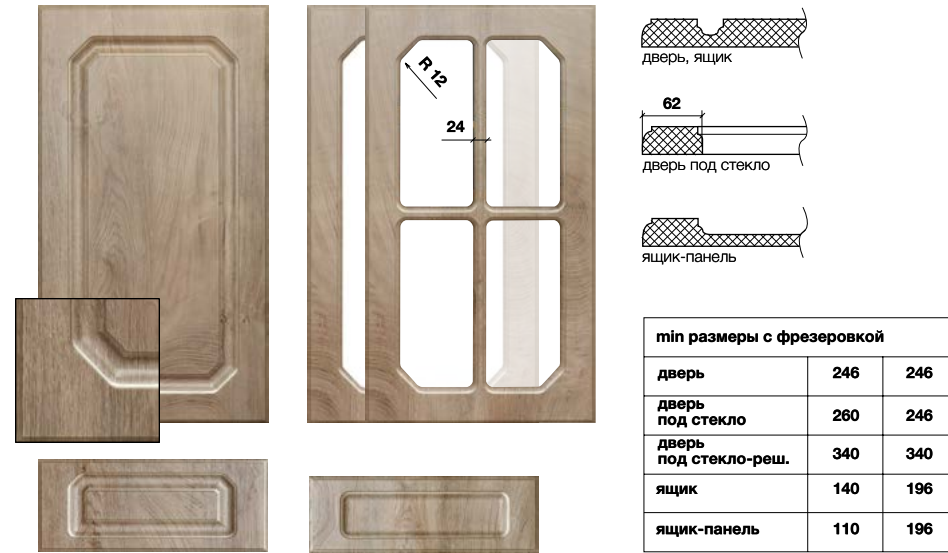 R 12
24
дверь, ящик
62
дверь под стекло
ящик-панель
min размеры с фрезеровкой
дверь 246 246
дверь
под стекло 260 246
дверь
под стекло-реш. 340 340
ящик 140 196
ящик-панель 110 196